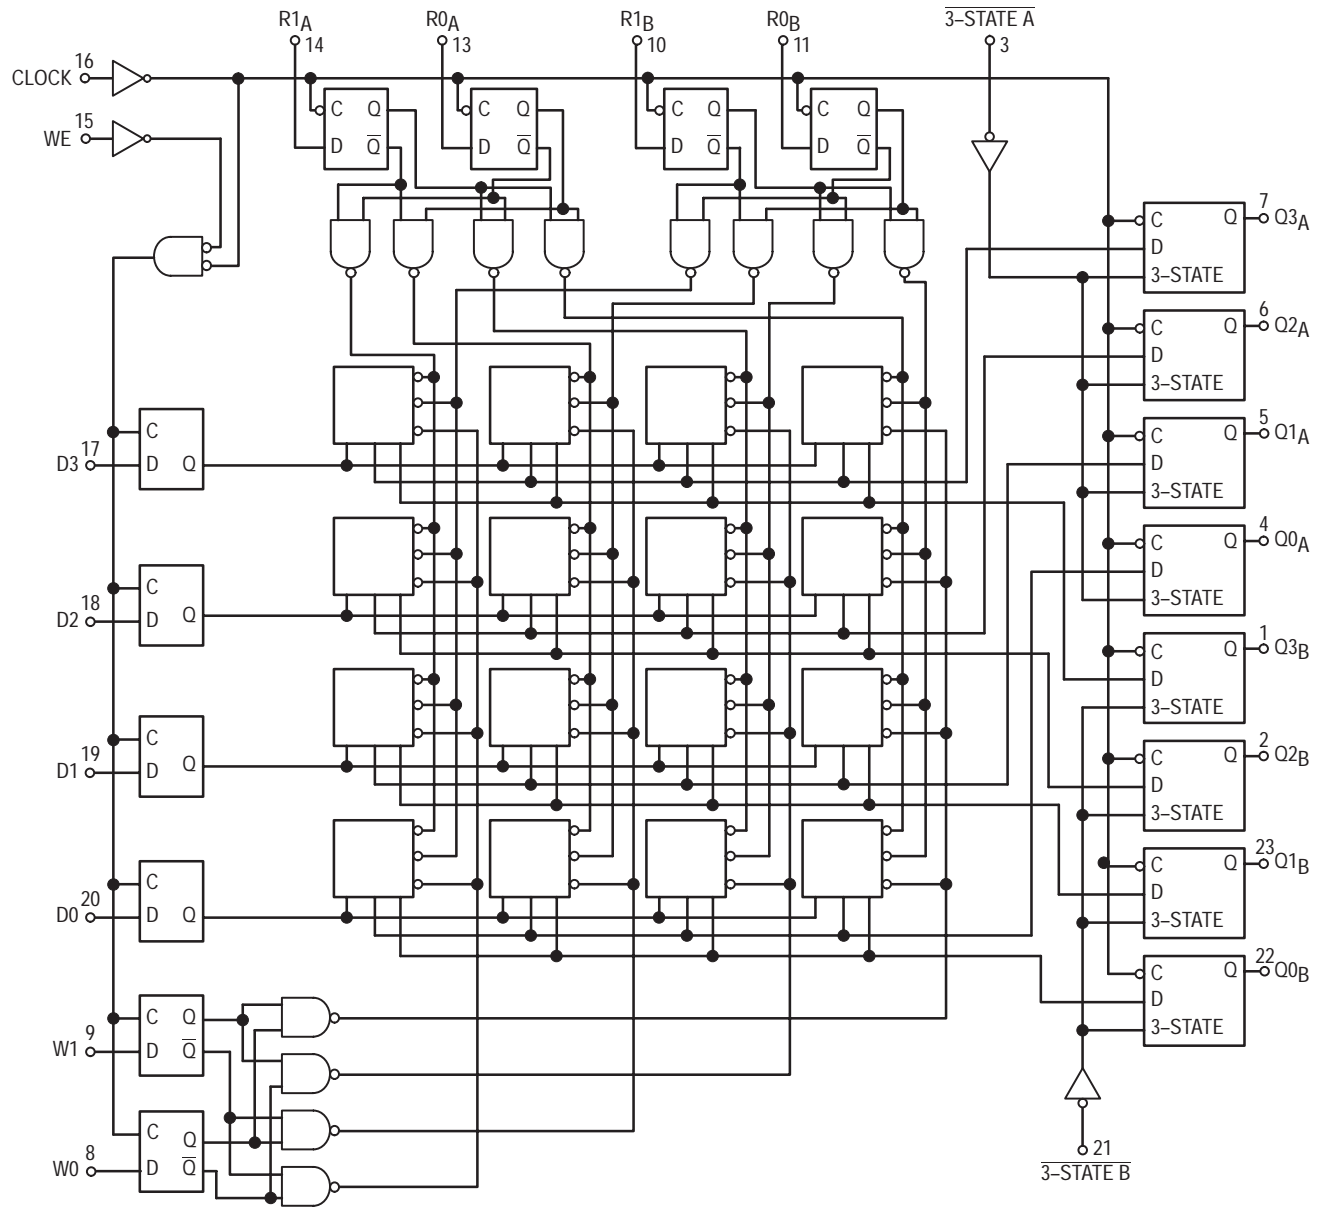 R1A
14
R0A
13
R1B
10
R0B
11
3–STATE A
3
CLOCK
16
WE
15
C Q
D Q
C Q
D Q
C Q
D Q
C Q
D Q
C Q
D
3–STATE
7
Q3A
C Q
D
3–STATE
6
Q2A
C Q
D
3–STATE
5
Q1A
C Q
D
3–STATE
4
Q0A
C Q
D
3–STATE
1
Q3B
C Q
D
3–STATE
2
Q2B
C Q
D
3–STATE
23
Q1B
C Q
D
3–STATE
22
Q0B
D3
17
C
D Q
D2
18
C
D Q
D1
19
C
D Q
D0
20
C
D Q
W1
9
C Q
D Q
W0
8
C Q
D Q
21
3–STATE B